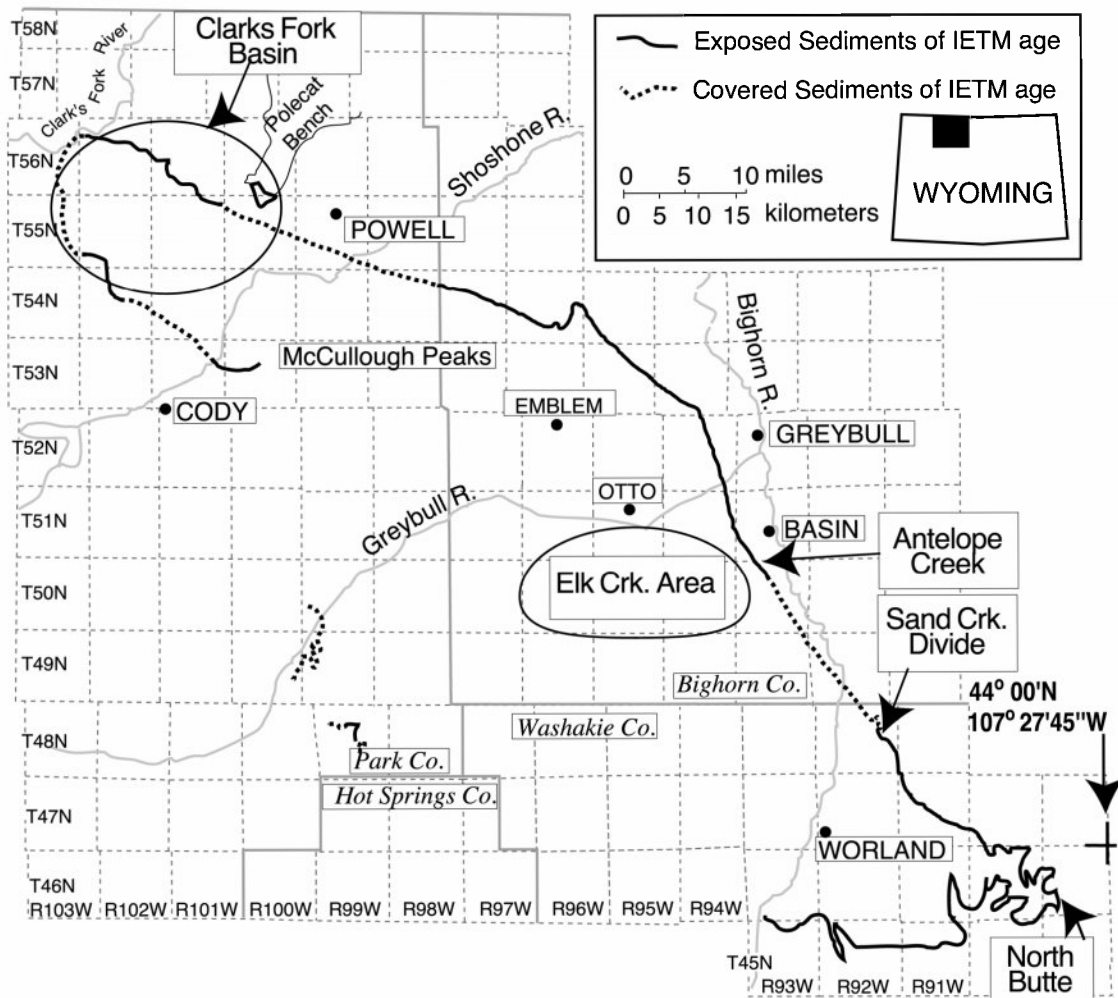 T58N
T57N
T56N
T55N
T54N
T53N
T52N
T51N
T50N
T49N
T48N
T47N
T46N
T45N
Clarks Fork
Basin
Clark's Fork River
Polecat
Bench
Shoshone R.
POWELL
McCullough Peaks
CODY
EMBLEM
OTTO
Greybull R.
Bighorn R.
GREYBULL
BASIN
Elk Crk. Area
Antelope
Creek
Sand Crk.
Divide
44° 00'N
107° 27'45"W
Bighorn Co.
Washakie Co.
Park Co.
Hot Springs Co.
WORLAND
North
Butte
R103W R102W R101W R100W R99W R98W R97W R96W R95W R94W
R93W R92W R91W
Exposed Sediments of IETM age
Covered Sediments of IETM age
0 5 10 miles
0 5 10 15 kilometers
WYOMING